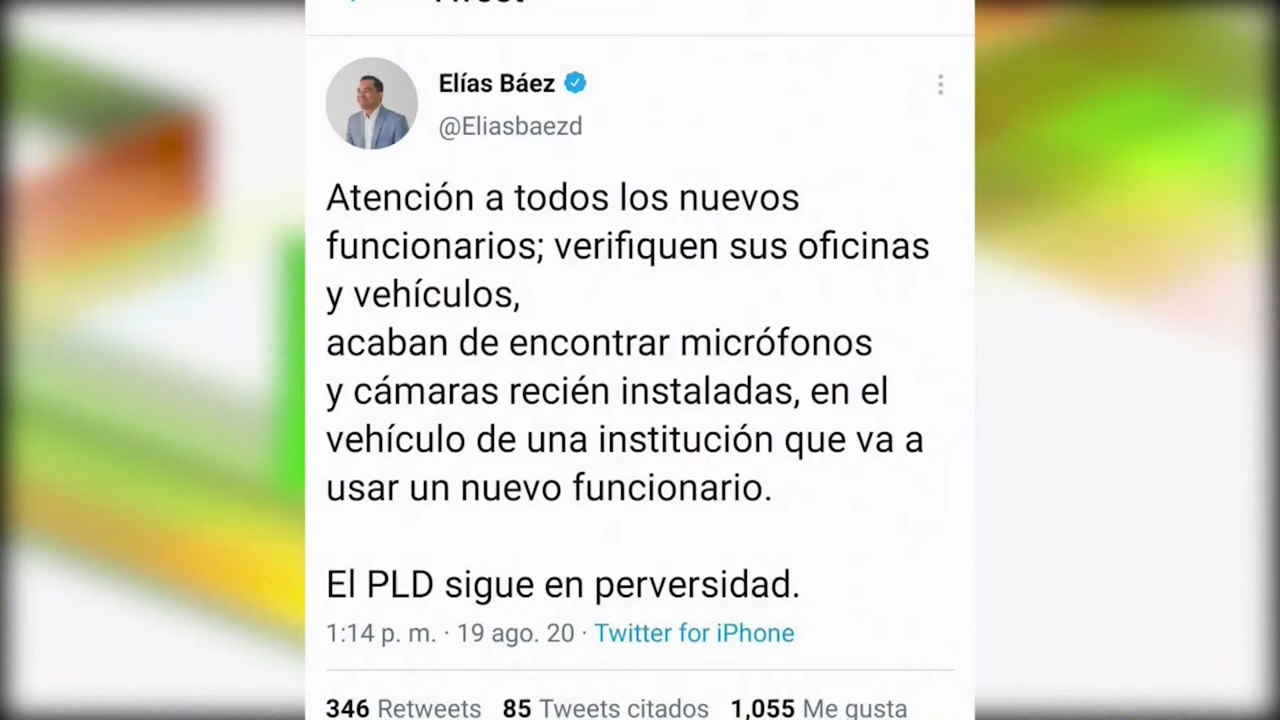 Tweet
Elías Báez
@Eliasbaezd
Atención a todos los nuevos
funcionarios; verifiquen sus oficinas
y vehículos,
acaban de encontrar micrófonos
y cámaras recién instaladas, en el
vehículo de una institución que va a
usar un nuevo funcionario.
El PLD sigue en perversidad.
1:14 p. m. · 19 ago. 20 · Twitter for iPhone
346 Retweets 85 Tweets citados 1,055 Me gusta